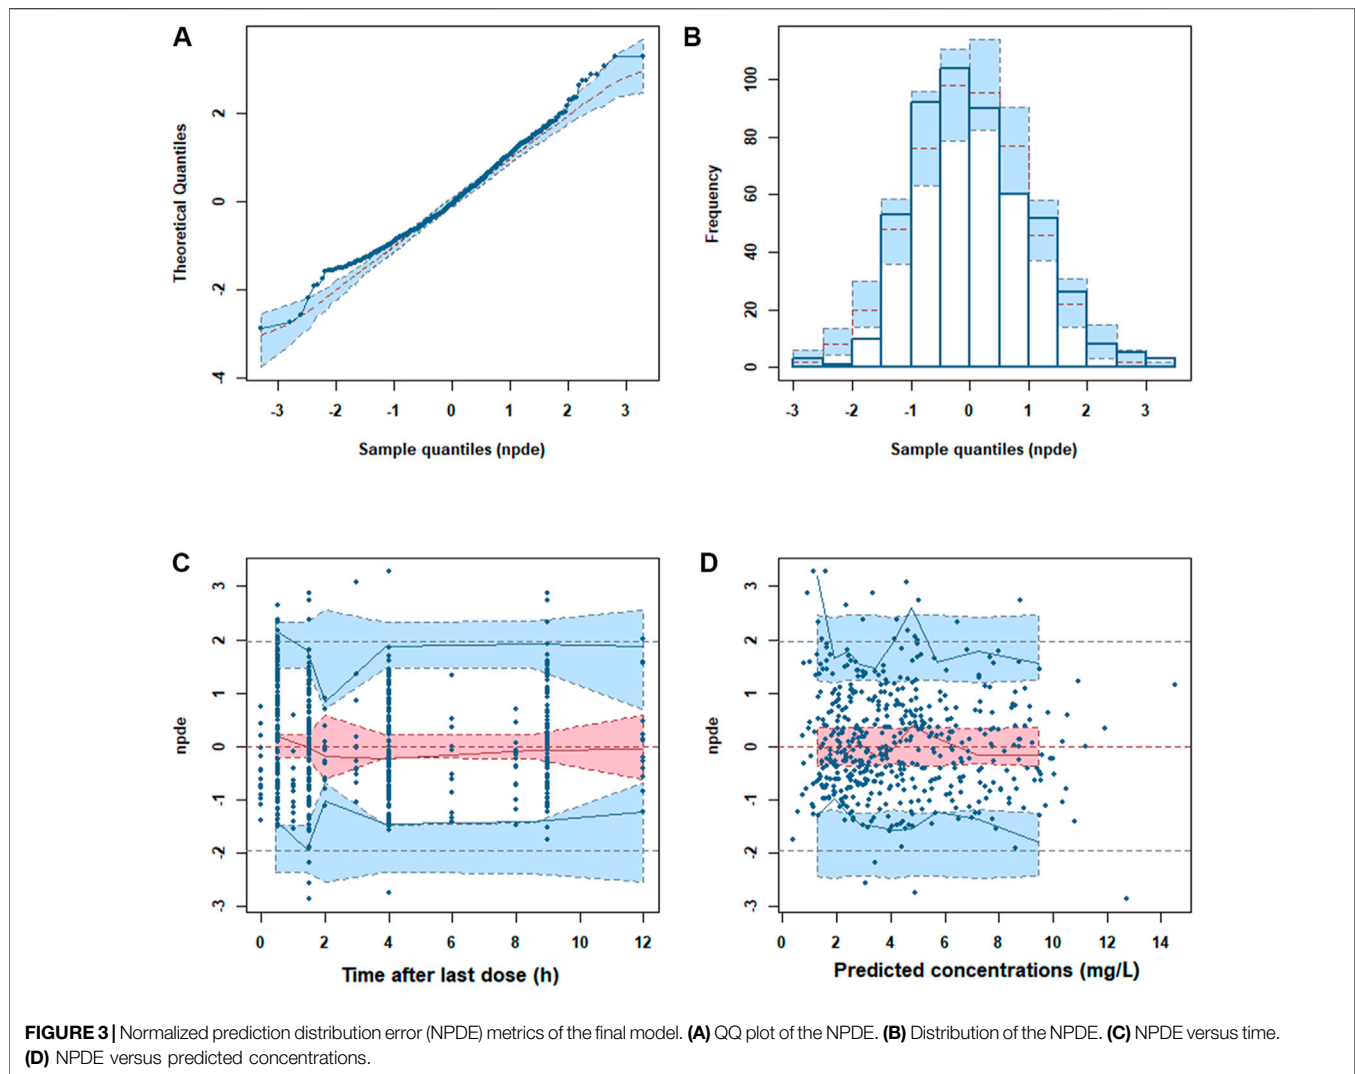 A
B
2
0
-2
-4
Theoretical Quantiles
-3 -2 -1 0 1 2 3
Sample quantiles (npde)
100
80
60
40
20
0
Frequency
-3 -2 -1 0 1 2 3
Sample quantiles (npde)
C
D
3
2
1
0
-1
-2
-3
npde
0 2 4 6 8 10 12
Time after last dose (h)
3
2
1
0
-1
-2
-3
npde
0 2 4 6 8 10 12 14
Predicted concentrations (mg/L)
FIGURE 3 | Normalized prediction distribution error (NPDE) metrics of the final model. (A) QQ plot of the NPDE. (B) Distribution of the NPDE. (C) NPDE versus time.
(D) NPDE versus predicted concentrations.